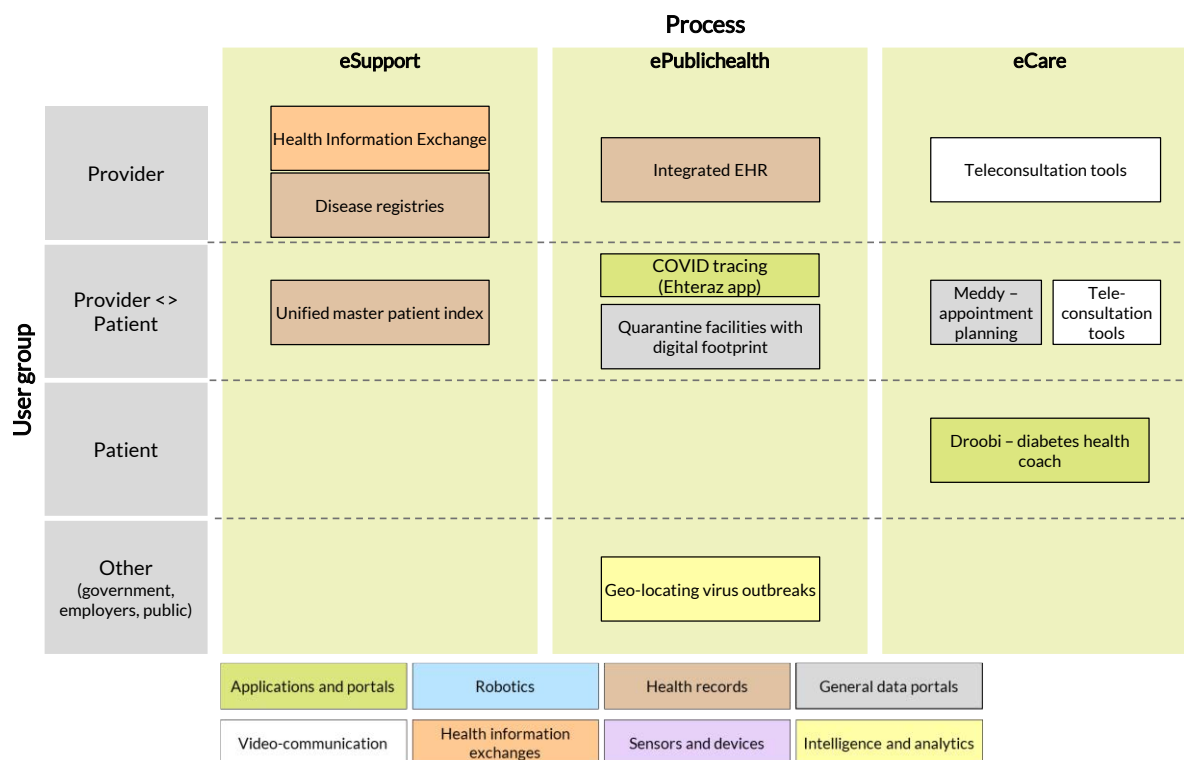 Process
eSupport
ePublichealth
eCare
User group
Provider
Health Information Exchange
Disease registries
Integrated EHR
Teleconsultation tools
Provider <>
Patient
Unified master patient index
COVID tracing
(Ehteraz app)
Quarantine facilities with
digital footprint
Meddy –
appointment
planning
Tele-
consultation
tools
Patient
Droobi – diabetes health
coach
Other
(government,
employers, public)
Geo-locating virus outbreaks
Applications and portals
Robotics
Health records
General data portals
Video-communication
Health information
exchanges
Sensors and devices
Intelligence and analytics